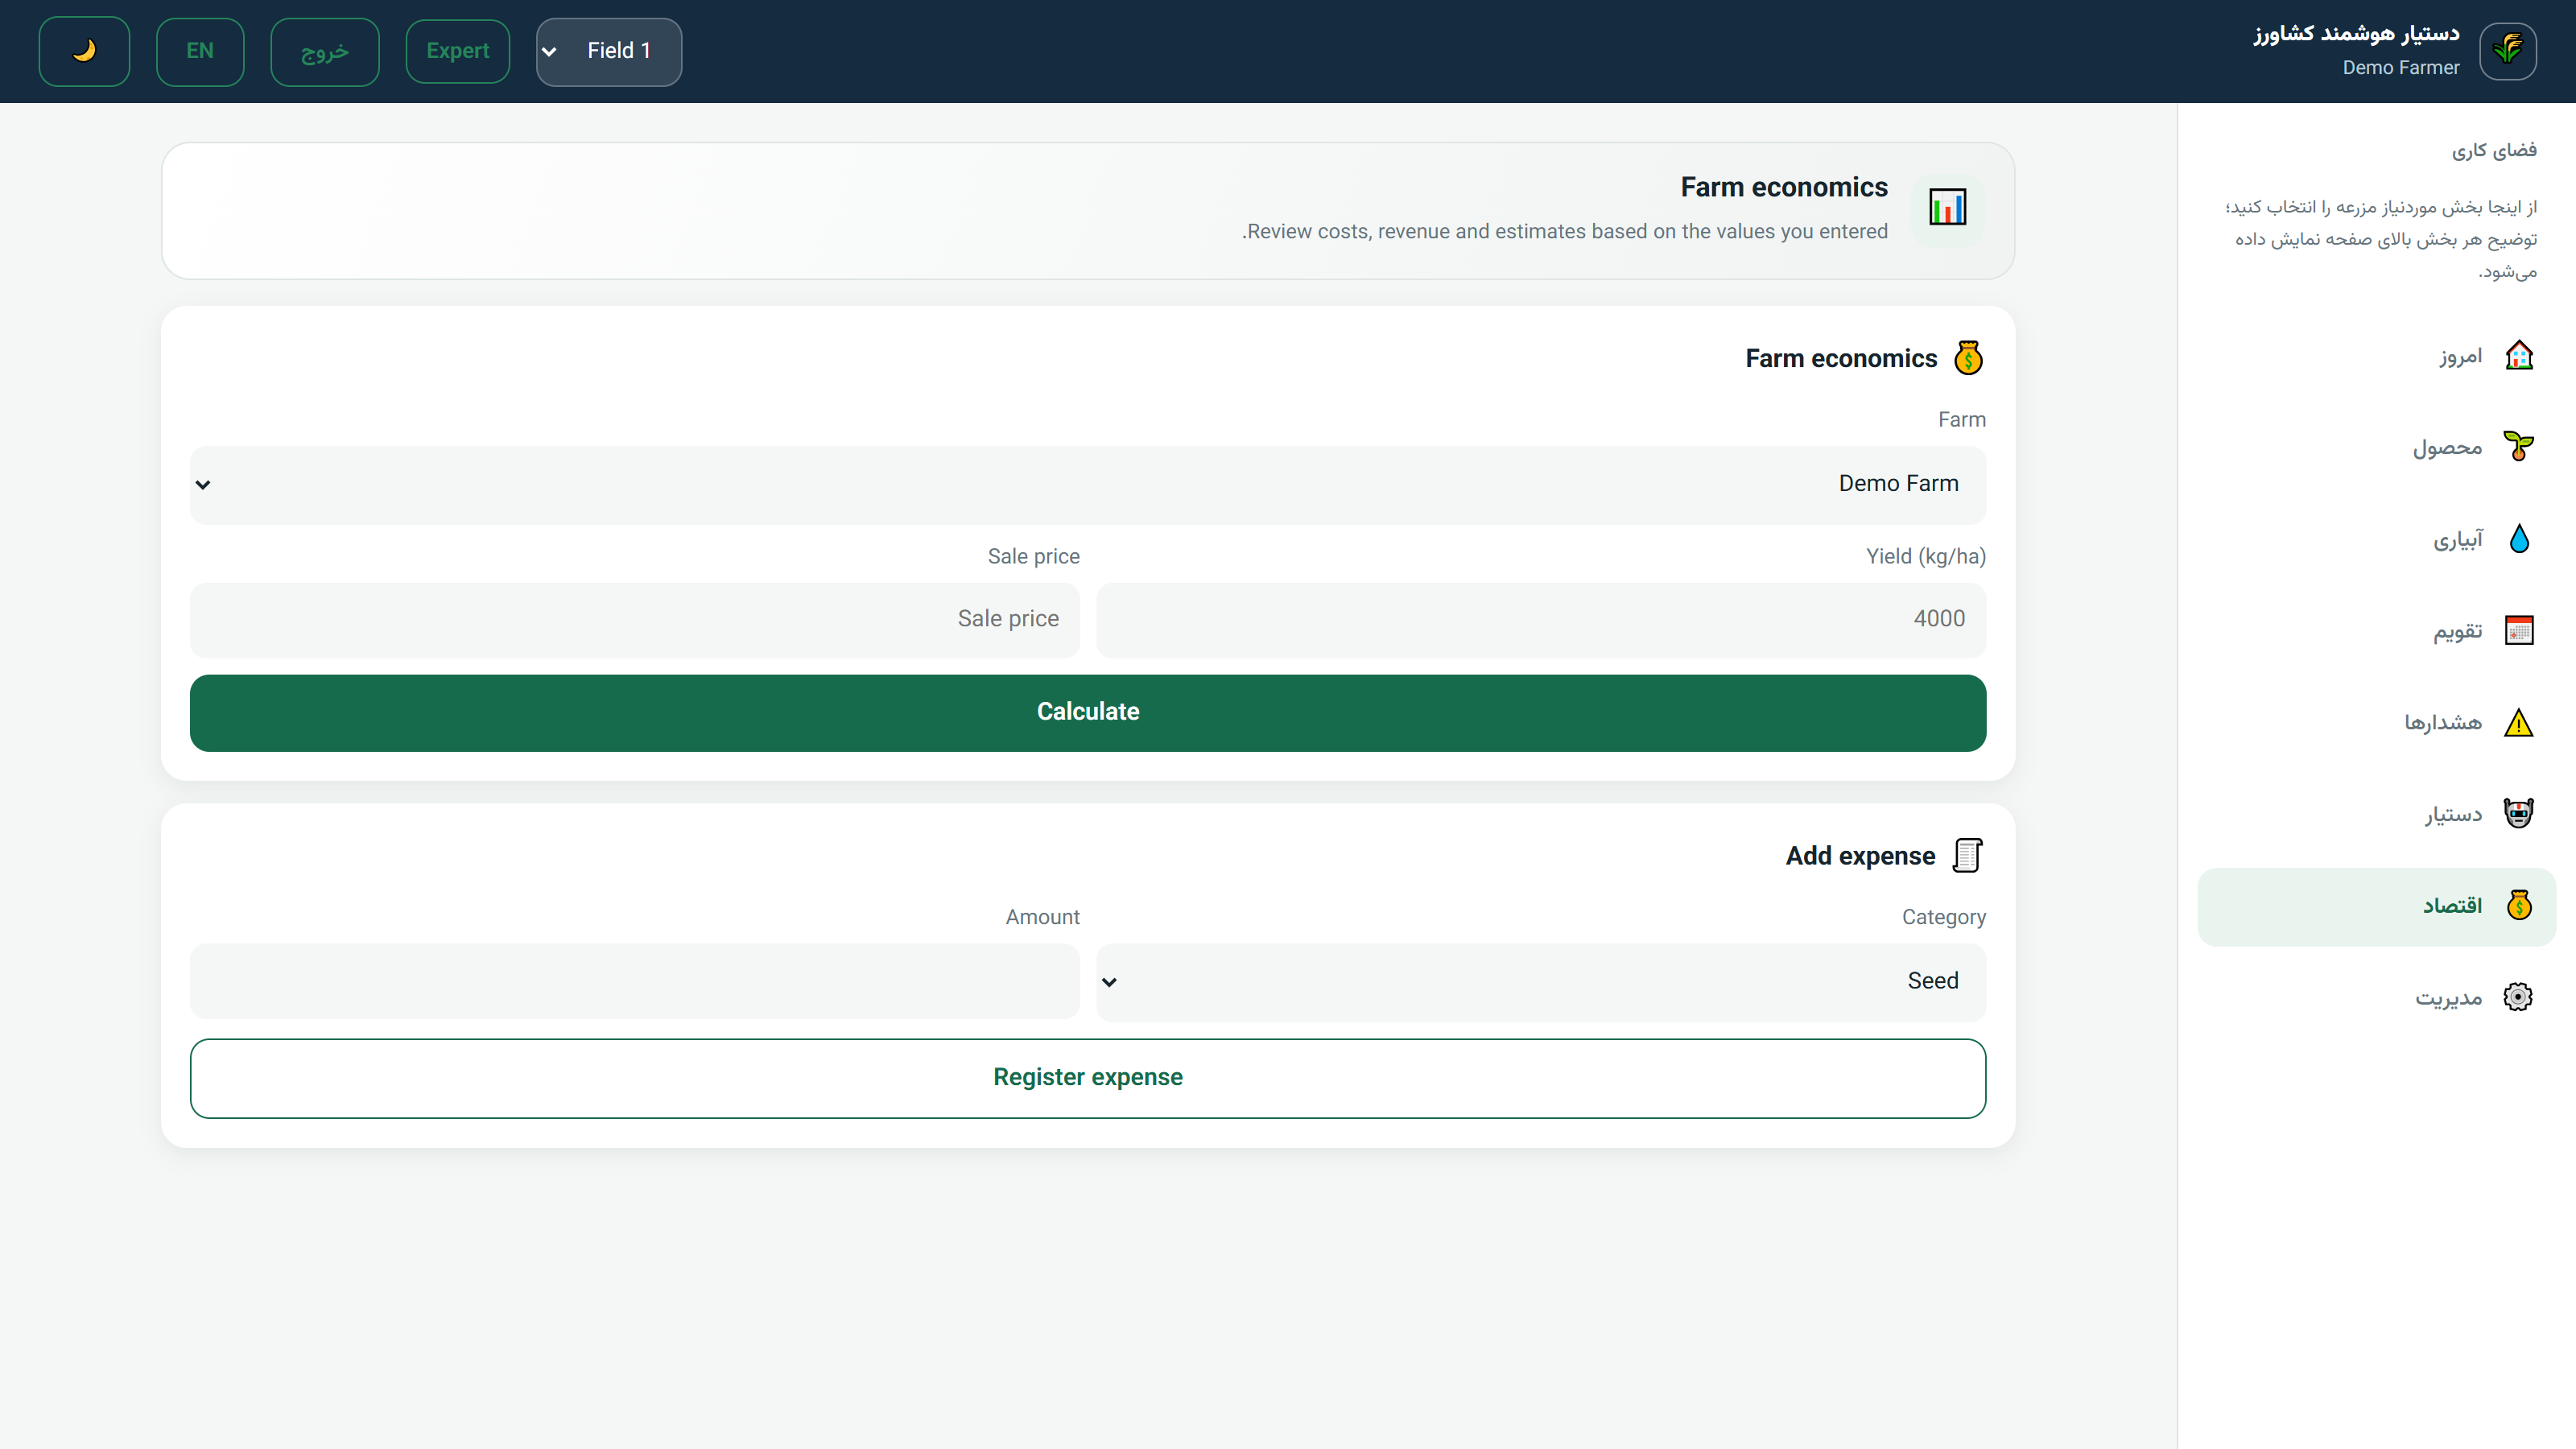 دستیار هوشمند کشاورز
Demo Farmer
Field 1
Expert
خروج
EN
فضای کاری
از اینجا بخش موردنیاز مزرعه را انتخاب کنید؛
توضیح هر بخش بالای صفحه نمایش داده
می‌شود.
امروز
محصول
آبیاری
تقویم
هشدارها
دستیار
اقتصاد
مدیریت
Farm economics
.Review costs, revenue and estimates based on the values you entered
Farm economics
Farm
Demo Farm
Yield (kg/ha)
Sale price
4000
Sale price
Calculate
Add expense
Category
Amount
Seed
Register expense